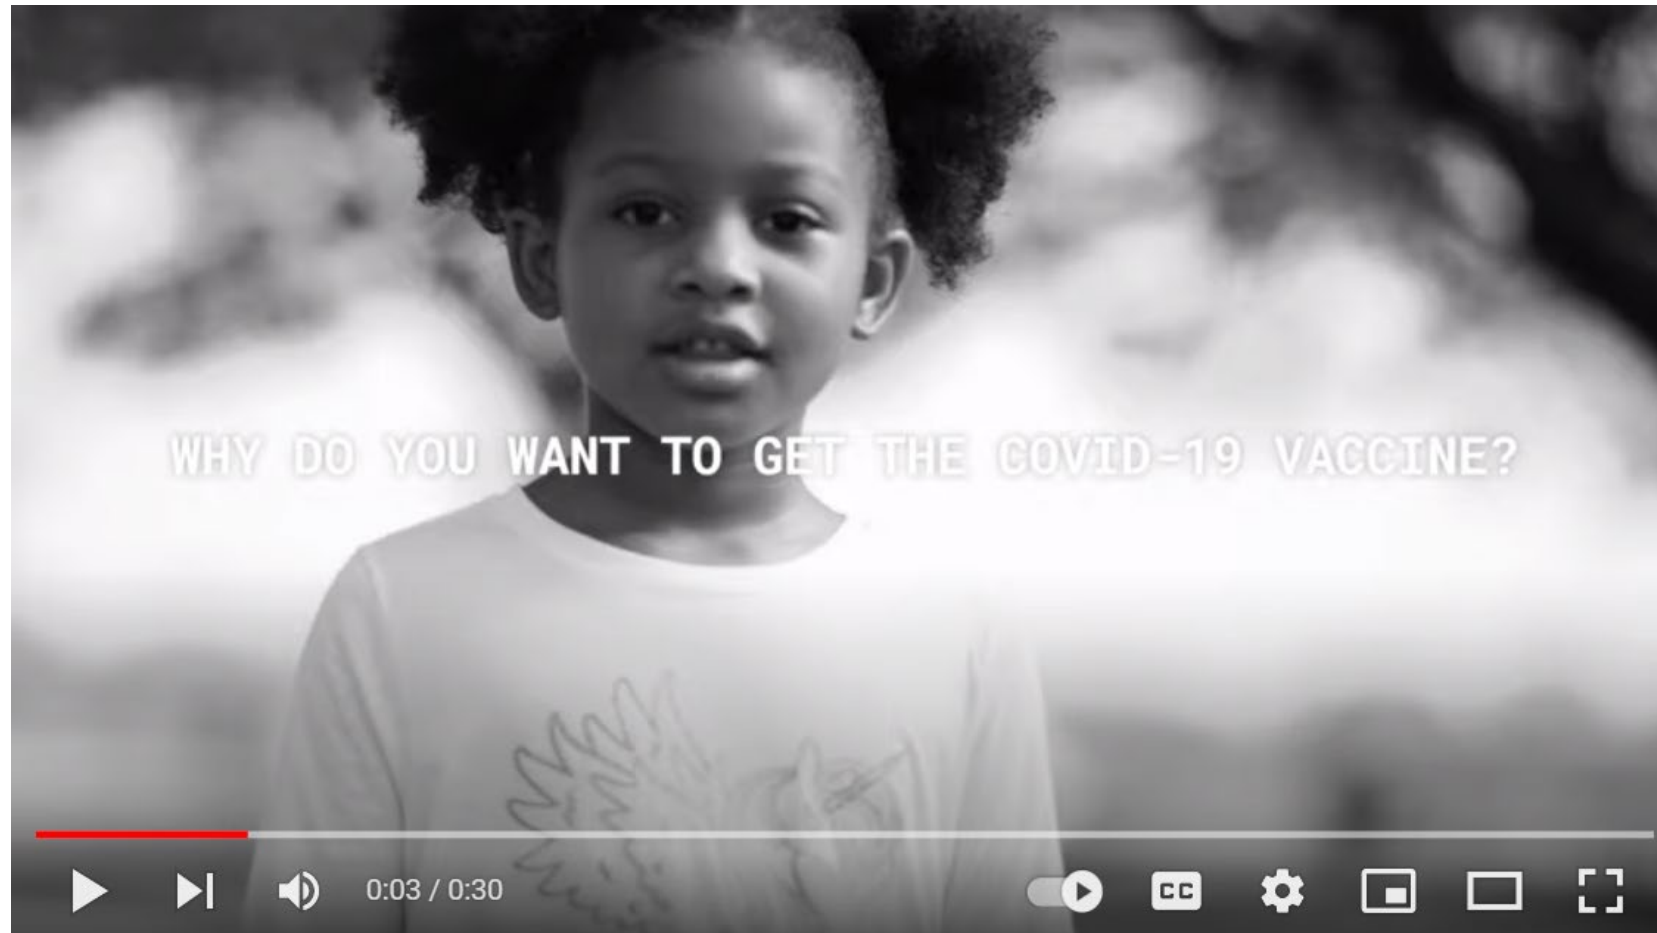 WHY DO YOU WANT TO GET THE COVID-19 VACCINE?
0:03 / 0:30
CC